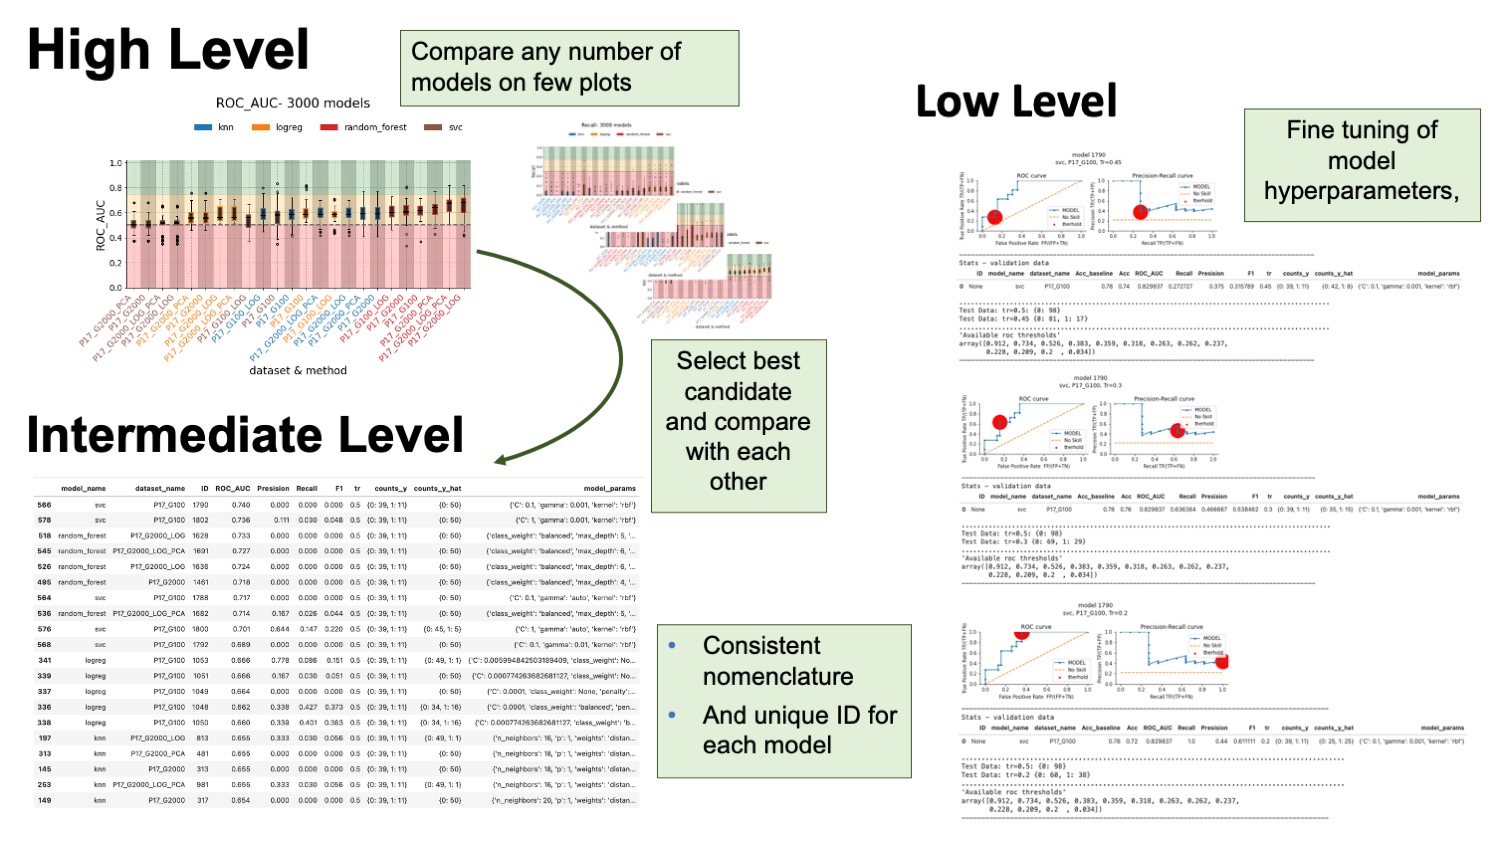 High Level
Compare any number of
models on few plots
ROC_AUC- 3000 models
knn logreg random_forest svc
1.0
0.8
0.6
0.4
0.2
0.0
ROC_AUC
dataset & method
Recall- 3000 models
Select best
candidate
and compare
with each
other
Intermediate Level
model_name dataset_name ID ROC_AUC Presision Recall F1 tr counts_y counts_y_hat model_params
566 svc P17_G100 1790 0.740 0.000 0.000 0.000 0.5 {0: 39, 1: 11} {0: 50} {'C': 0.1, 'gamma': 0.001, 'kernel': 'rbf'}
578 svc P17_G100 1802 0.736 0.111 0.030 0.048 0.5 {0: 39, 1: 11} {0: 50} {'C': 1, 'gamma': 0.001, 'kernel': 'rbf'}
518 random_forest P17_G2000_LOG 1628 0.733 0.000 0.000 0.000 0.5 {0: 39, 1: 11} {0: 50} {'class_weight': 'balanced', 'max_depth': 5, '...
545 random_forest P17_G2000_LOG_PCA 1691 0.727 0.000 0.000 0.000 0.5 {0: 39, 1: 11} {0: 50} {'class_weight': 'balanced', 'max_depth': 6, '...
526 random_forest P17_G2000_LOG 1636 0.724 0.000 0.000 0.000 0.5 {0: 39, 1: 11} {0: 50} {'class_weight': 'balanced', 'max_depth': 6, '...
495 random_forest P17_G2000 1461 0.718 0.000 0.000 0.000 0.5 {0: 39, 1: 11} {0: 50} {'class_weight': 'balanced', 'max_depth': 4, '...
564 svc P17_G100 1788 0.717 0.000 0.000 0.000 0.5 {0: 39, 1: 11} {0: 50} {'C': 0.1, 'gamma': 'auto', 'kernel': 'rbf'}
536 random_forest P17_G2000_LOG_PCA 1682 0.714 0.167 0.026 0.044 0.5 {0: 39, 1: 11} {0: 50} {'class_weight': 'balanced', 'max_depth': 5, '...
576 svc P17_G100 1800 0.701 0.644 0.147 0.220 0.5 {0: 39, 1: 11} {0: 45, 1: 5} {'C': 1, 'gamma': 'auto', 'kernel': 'rbf'}
568 svc P17_G100 1792 0.689 0.000 0.000 0.000 0.5 {0: 39, 1: 11} {0: 50} {'C': 0.1, 'gamma': 0.01, 'kernel': 'rbf'}
341 logreg P17_G100 1053 0.666 0.778 0.086 0.151 0.5 {0: 39, 1: 11} {0: 49, 1: 1} {'C': 0.005994842503189409, 'class_weight': No...
339 logreg P17_G100 1051 0.666 0.167 0.030 0.051 0.5 {0: 39, 1: 11} {0: 50} {'C': 0.000774263682681127, 'class_weight': No...
337 logreg P17_G100 1049 0.664 0.000 0.000 0.000 0.5 {0: 39, 1: 11} {0: 50} {'C': 0.0001, 'class_weight': None, 'penalty':...
336 logreg P17_G100 1048 0.662 0.338 0.427 0.373 0.5 {0: 39, 1: 11} {0: 34, 1: 16} {'C': 0.0001, 'class_weight': 'balanced', 'pen...
338 logreg P17_G100 1050 0.660 0.339 0.401 0.363 0.5 {0: 39, 1: 11} {0: 34, 1: 16} {'C': 0.000774263682681127, 'class_weight': 'b...
197 knn P17_G2000_LOG 813 0.655 0.333 0.030 0.056 0.5 {0: 39, 1: 11} {0: 49, 1: 1} {'n_neighbors': 16, 'p': 1, 'weights': 'distan...
313 knn P17_G2000_PCA 481 0.655 0.000 0.000 0.000 0.5 {0: 39, 1: 11} {0: 50} {'n_neighbors': 15, 'p': 1, 'weights': 'distan...
145 knn P17_G2000 313 0.655 0.000 0.000 0.000 0.5 {0: 39, 1: 11} {0: 50} {'n_neighbors': 18, 'p': 1, 'weights': 'distan...
253 knn P17_G2000_LOG_PCA 981 0.655 0.333 0.030 0.056 0.5 {0: 39, 1: 11} {0: 49, 1: 1} {'n_neighbors': 16, 'p': 1, 'weights': 'distan...
149 knn P17_G2000 317 0.654 0.000 0.000 0.000 0.5 {0: 39, 1: 11} {0: 50} {'n_neighbors': 20, 'p': 1, 'weights': 'distan...
• Consistent
nomenclature
• And unique ID for
each model
Low Level
Fine tuning of
model
hyperparameters,
model 1790
svc, P17_G100, Tr=0.45
ROC curve Precision-Recall curve
MODEL
No Skill
therhold
False Positive Rate FP/(FP+TN) Recall TP/(TP+FN)
Stats – validation data
ID model_name dataset_name Acc_baseline Acc ROC_AUC Recall Presision F1 tr counts_y counts_y_hat model_params
0 None svc P17_G100 0.78 0.74 0.829837 0.272727 0.375 0.315789 0.45 {0: 39, 1: 11} {0: 42, 1: 8} {'C': 0.1, 'gamma': 0.001, 'kernel': 'rbf'}
Test Data: tr=0.5: {0: 98}
Test Data: tr=0.45 {0: 81, 1: 17}
'Available roc thresholds'
array([0.912, 0.734, 0.526, 0.383, 0.359, 0.318, 0.263, 0.262, 0.237,
0.228, 0.209, 0.2 , 0.034])
model 1790
svc, P17_G100, Tr=0.3
ROC curve Precision-Recall curve
MODEL
No Skill
therhold
False Positive Rate FP/(FP+TN) Recall TP/(TP+FN)
Stats – validation data
ID model_name dataset_name Acc_baseline Acc ROC_AUC Recall Presision F1 tr counts_y counts_y_hat model_params
0 None svc P17_G100 0.78 0.76 0.829837 0.636364 0.466667 0.538462 0.3 {0: 39, 1: 11} {0: 35, 1: 15} {'C': 0.1, 'gamma': 0.001, 'kernel': 'rbf'}
Test Data: tr=0.5: {0: 98}
Test Data: tr=0.3 {0: 69, 1: 29}
'Available roc thresholds'
array([0.912, 0.734, 0.526, 0.383, 0.359, 0.318, 0.263, 0.262, 0.237,
0.228, 0.209, 0.2 , 0.034])
model 1790
svc, P17_G100, Tr=0.2
ROC curve Precision-Recall curve
MODEL
No Skill
therhold
False Positive Rate FP/(FP+TN) Recall TP/(TP+FN)
Stats – validation data
ID model_name dataset_name Acc_baseline Acc ROC_AUC Recall Presision F1 tr counts_y counts_y_hat model_params
0 None svc P17_G100 0.78 0.72 0.829837 1.0 0.44 0.611111 0.2 {0: 39, 1: 11} {0: 25, 1: 25} {'C': 0.1, 'gamma': 0.001, 'kernel': 'rbf'}
Test Data: tr=0.5: {0: 98}
Test Data: tr=0.2 {0: 60, 1: 38}
'Available roc thresholds'
array([0.912, 0.734, 0.526, 0.383, 0.359, 0.318, 0.263, 0.262, 0.237,
0.228, 0.209, 0.2 , 0.034])